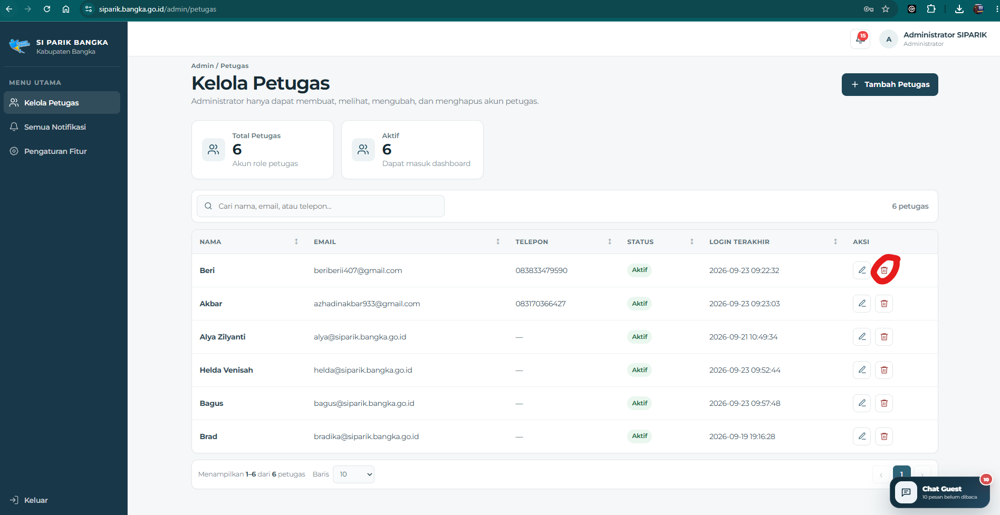 siparik.bangka.go.id/admin/petugas
SI PARIK BANGKA
Kabupaten Bangka
15
A
Administrator SIPARIK
Administrator
MENU UTAMA
Kelola Petugas
Semua Notifikasi
Pengaturan Fitur
Keluar
Admin / Petugas
Kelola Petugas
Administrator hanya dapat membuat, melihat, mengubah, dan menghapus akun petugas.
+ Tambah Petugas
Total Petugas
6
Akun role petugas
Aktif
6
Dapat masuk dashboard
Cari nama, email, atau telepon...
6 petugas
NAMA EMAIL TELEPON STATUS LOGIN TERAKHIR AKSI
Beri beriberii407@gmail.com 083833479590 Aktif 2026-09-23 09:22:32
Akbar azhadinakbar933@gmail.com 083170366427 Aktif 2026-09-23 09:23:03
Alya Zilyanti alya@siparik.bangka.go.id — Aktif 2026-09-21 10:49:34
Helda Venisah helda@siparik.bangka.go.id — Aktif 2026-09-23 09:52:44
Bagus bagus@siparik.bangka.go.id — Aktif 2026-09-23 09:57:48
Brad bradika@siparik.bangka.go.id — Aktif 2026-09-19 19:16:28
Menampilkan 1–6 dari 6 petugas Baris 10
‹ 1 ›
10
Chat Guest
10 pesan belum dibaca